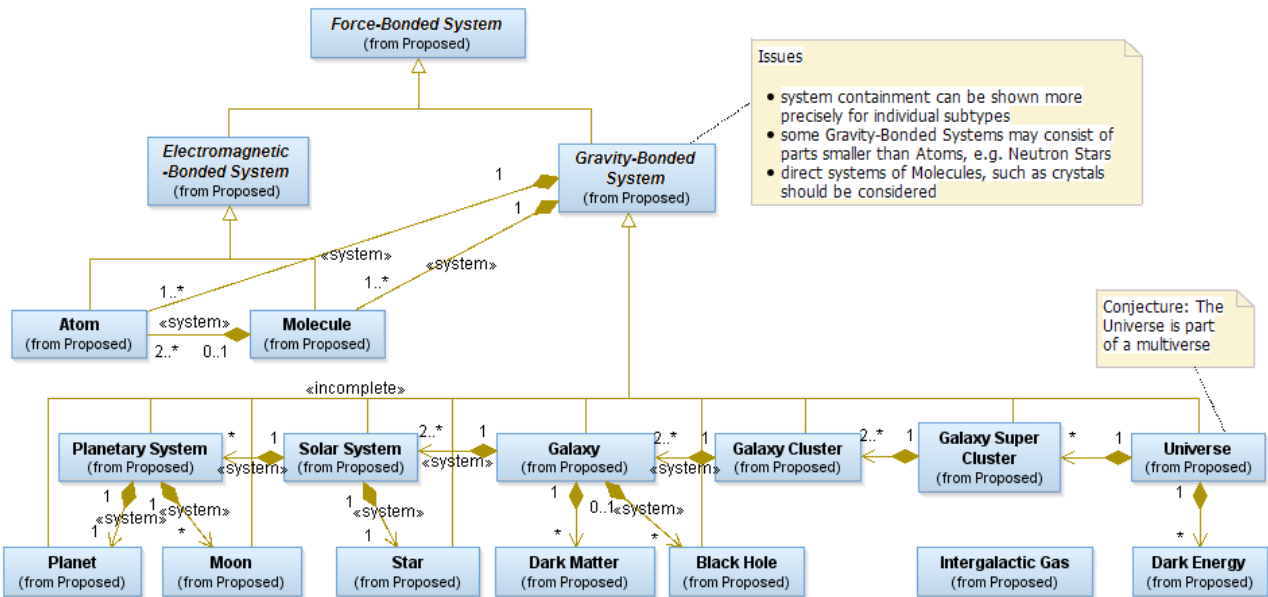 Force-Bonded System
(from Proposed)
Issues
• system containment can be shown more
precisely for individual subtypes
• some Gravity-Bonded Systems may consist of
parts smaller than Atoms, e.g. Neutron Stars
• direct systems of Molecules, such as crystals
should be considered
Electromagnetic
-Bonded System
(from Proposed)
Gravity-Bonded
System
(from Proposed)
1
1
«system»
«system»
1..*
1..*
Atom
(from Proposed)
«system»
2..*
0..1
Molecule
(from Proposed)
Conjecture: The
Universe is part
of a multiverse
«incomplete»
Planetary System
(from Proposed)
*
1
«system»
Solar System
(from Proposed)
2..*
1
«system»
Galaxy
(from Proposed)
2..*
1
«system»
Galaxy Cluster
(from Proposed)
2..*
1
Galaxy Super
Cluster
(from Proposed)
*
1
Universe
(from Proposed)
1
1
«system»
«system»
1
*
1
«system»
1
1
*
0..1
«system»
*
1
*
Planet
(from Proposed)
Moon
(from Proposed)
Star
(from Proposed)
Dark Matter
(from Proposed)
Black Hole
(from Proposed)
Intergalactic Gas
(from Proposed)
Dark Energy
(from Proposed)